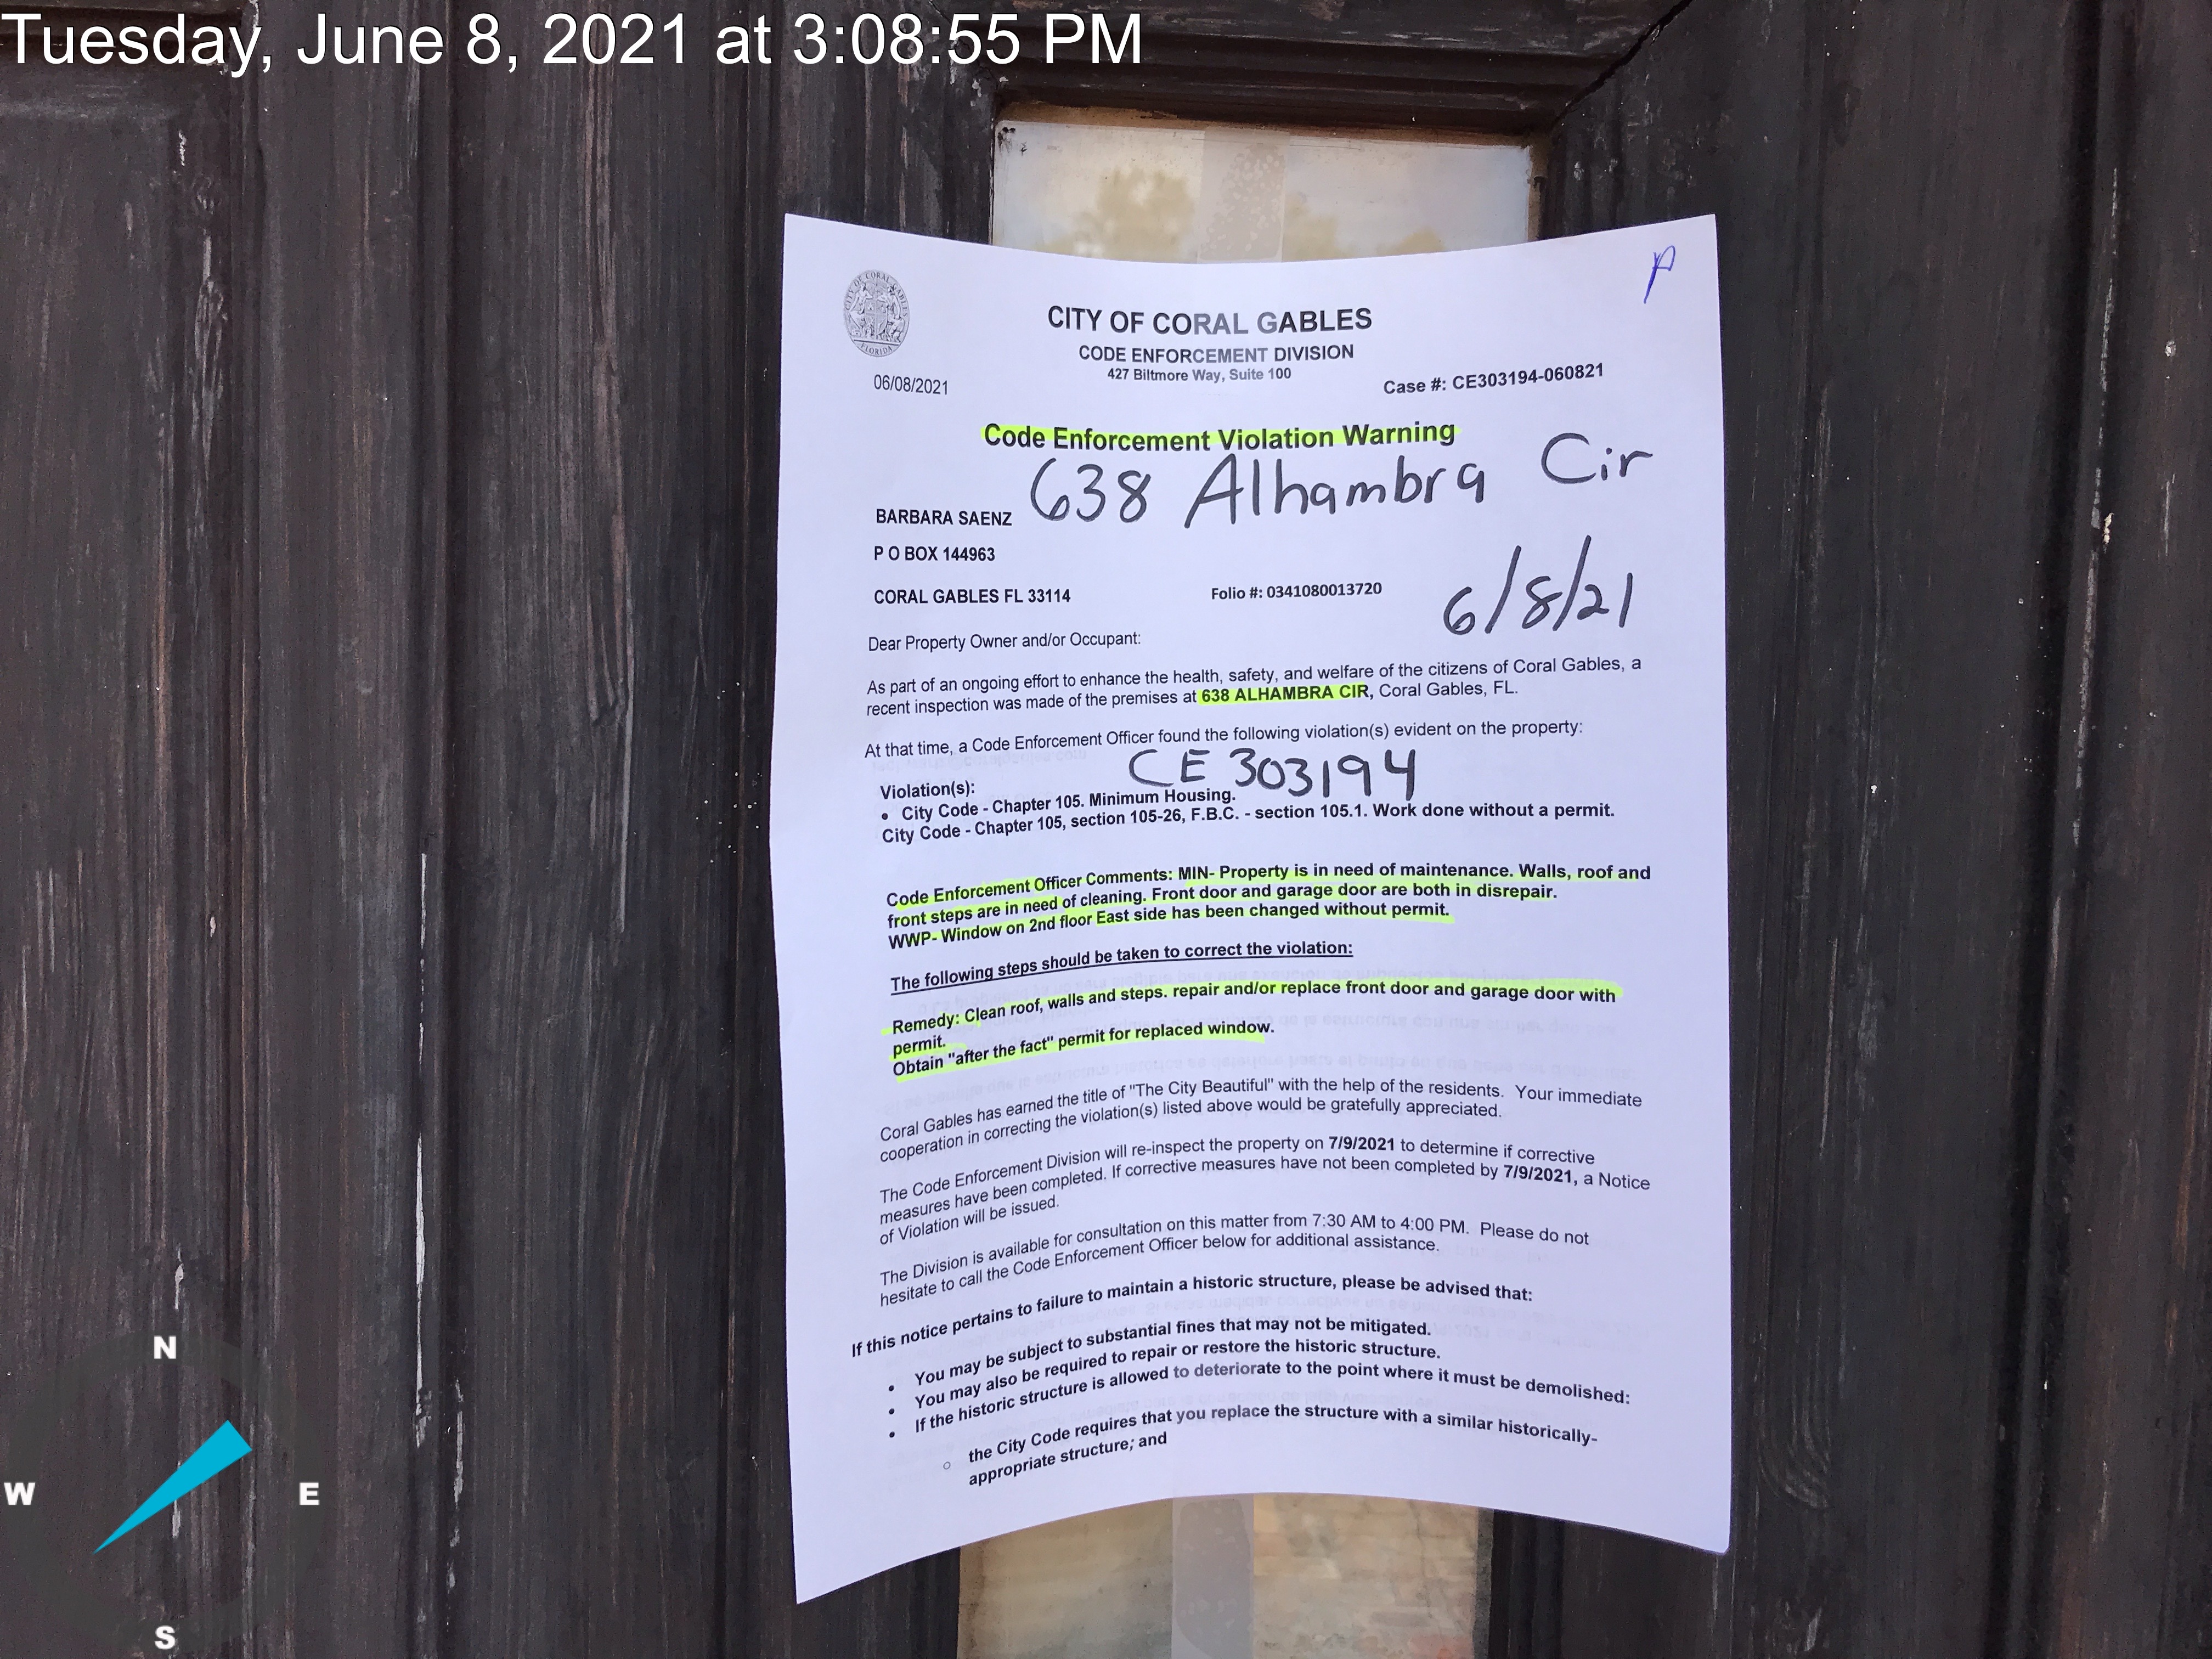 Tuesday, June 8, 2021 at 3:08:55 PM
CITY OF CORAL GABLES
FLORIDA
CITY OF CORAL GABLES
CODE ENFORCEMENT DIVISION
427 Biltmore Way, Suite 100
06/08/2021
Case #: CE303194-060821
Code Enforcement Violation Warning
638 Alhambra Cir
BARBARA SAENZ
P O BOX 144963
CORAL GABLES FL 33114
Folio #: 0341080013720
6/8/21
Dear Property Owner and/or Occupant:
As part of an ongoing effort to enhance the health, safety, and welfare of the citizens of Coral Gables, a
recent inspection was made of the premises at 638 ALHAMBRA CIR, Coral Gables, FL.
At that time, a Code Enforcement Officer found the following violation(s) evident on the property:
CE 303194
Violation(s):
• City Code - Chapter 105. Minimum Housing.
City Code - Chapter 105, section 105-26, F.B.C. - section 105.1. Work done without a permit.
Code Enforcement Officer Comments: MIN- Property is in need of maintenance. Walls, roof and
front steps are in need of cleaning. Front door and garage door are both in disrepair.
WWP- Window on 2nd floor East side has been changed without permit.
The following steps should be taken to correct the violation:
Remedy: Clean roof, walls and steps. repair and/or replace front door and garage door with
permit.
Obtain "after the fact" permit for replaced window.
Coral Gables has earned the title of "The City Beautiful" with the help of the residents. Your immediate
cooperation in correcting the violation(s) listed above would be gratefully appreciated.
The Code Enforcement Division will re-inspect the property on 7/9/2021 to determine if corrective
measures have been completed. If corrective measures have not been completed by 7/9/2021, a Notice
of Violation will be issued.
The Division is available for consultation on this matter from 7:30 AM to 4:00 PM. Please do not
hesitate to call the Code Enforcement Officer below for additional assistance.
If this notice pertains to failure to maintain a historic structure, please be advised that:
• You may be subject to substantial fines that may not be mitigated.
• You may also be required to repair or restore the historic structure.
• If the historic structure is allowed to deteriorate to the point where it must be demolished:
○ the City Code requires that you replace the structure with a similar historically-
appropriate structure; and
N
W
E
S